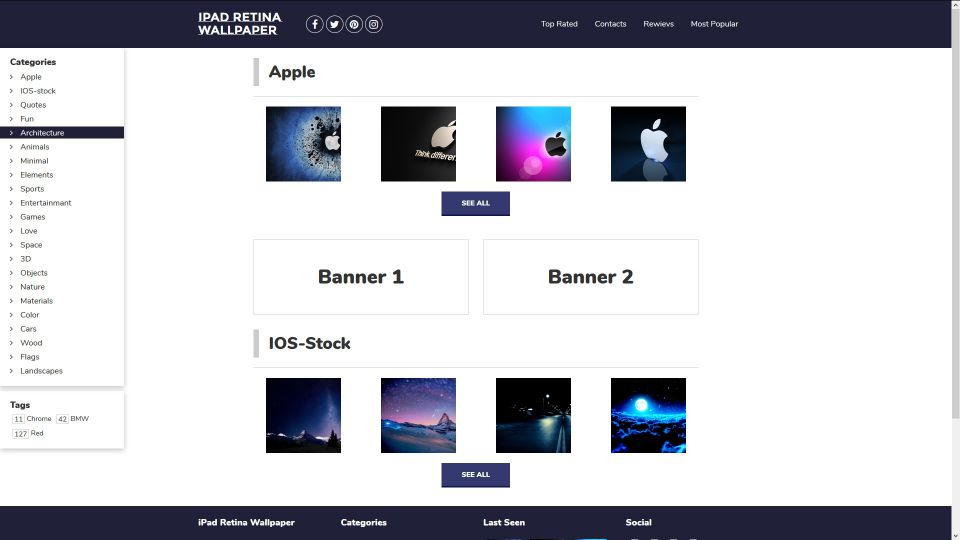 IPAD RETINA
WALLPAPER
Top Rated
Contacts
Rewievs
Most Popular
Categories
Apple
IOS-stock
Quotes
Fun
Architecture
Animals
Minimal
Elements
Sports
Entertainmant
Games
Love
Space
3D
Objects
Nature
Materials
Color
Cars
Wood
Flags
Landscapes
Tags
11 Chrome 42 BMW
127 Red
Apple
Think different.
SEE ALL
Banner 1
Banner 2
IOS-Stock
SEE ALL
iPad Retina Wallpaper
Categories
Last Seen
Social